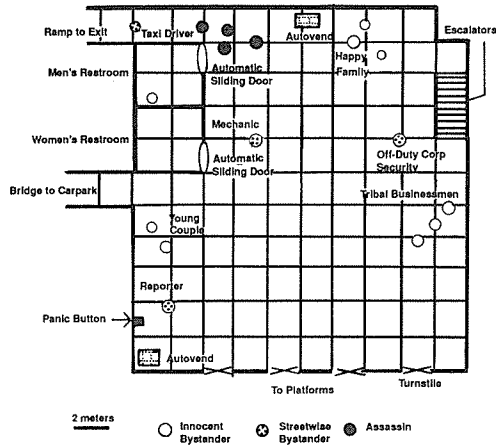 Ramp to Exit
Taxi Driver
Autovend
Escalators
Happy
Family
Men's Restroom
Automatic
Sliding Door
Mechanic
Women's Restroom
Off-Duty Corp
Security
Automatic
Sliding Door
Bridge to Carpark
Tribal Businessmen
Young
Couple
Reporter
Panic Button
Autovend
To Platforms
Turnstile
2 meters
Innocent
Bystander
Streetwise
Bystander
Assassin